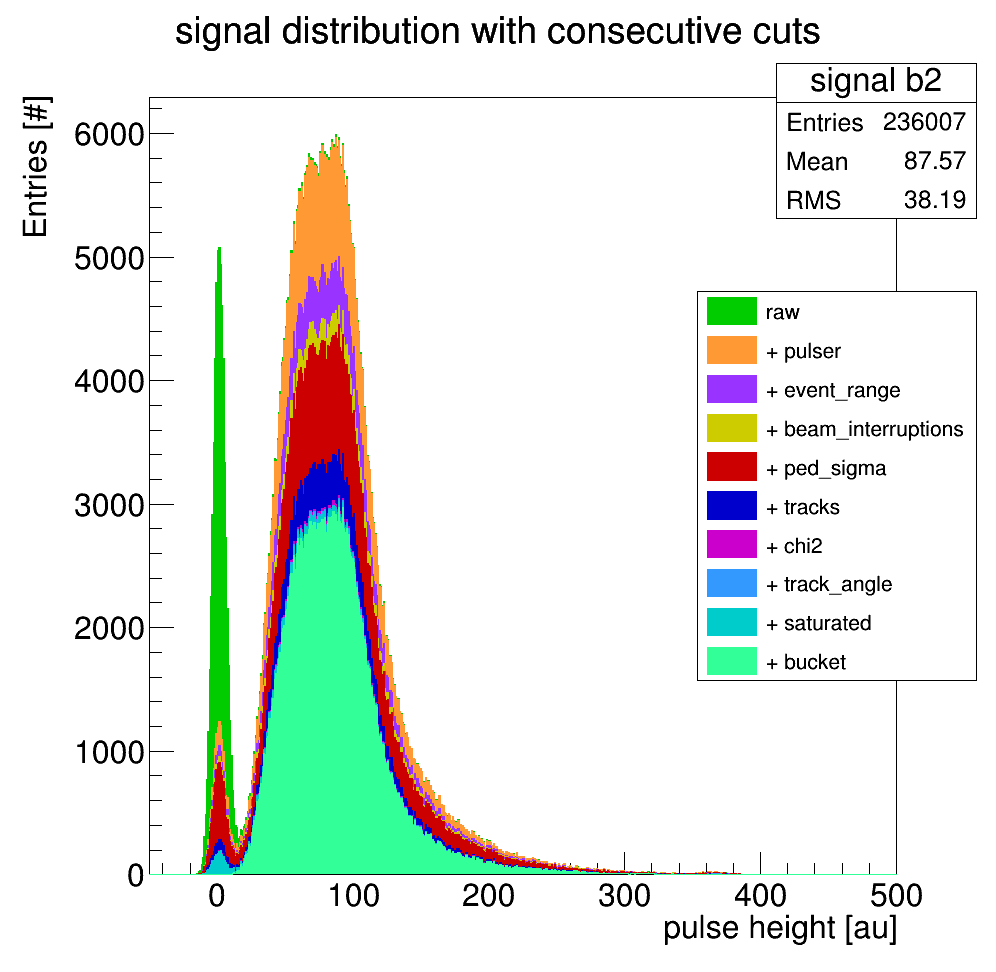 signal distribution with consecutive cuts
signal b2
Entries 236007
Mean 87.57
RMS 38.19
Entries [#]
6000
5000
4000
3000
2000
1000
0
raw
+ pulser
+ event_range
+ beam_interruptions
+ ped_sigma
+ tracks
+ chi2
+ track_angle
+ saturated
+ bucket
0 100 200 300 400 500
pulse height [au]